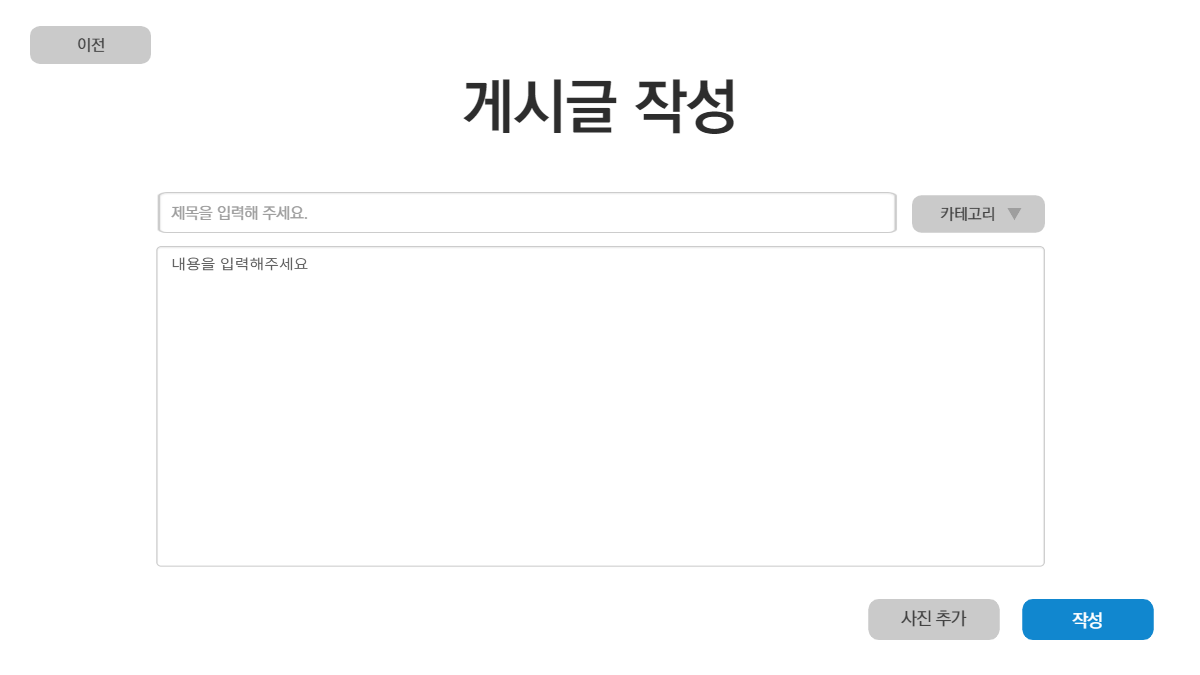 이전
게시글 작성
제목을 입력해 주세요.
카테고리 ▼
내용을 입력해주세요
사진 추가
작성